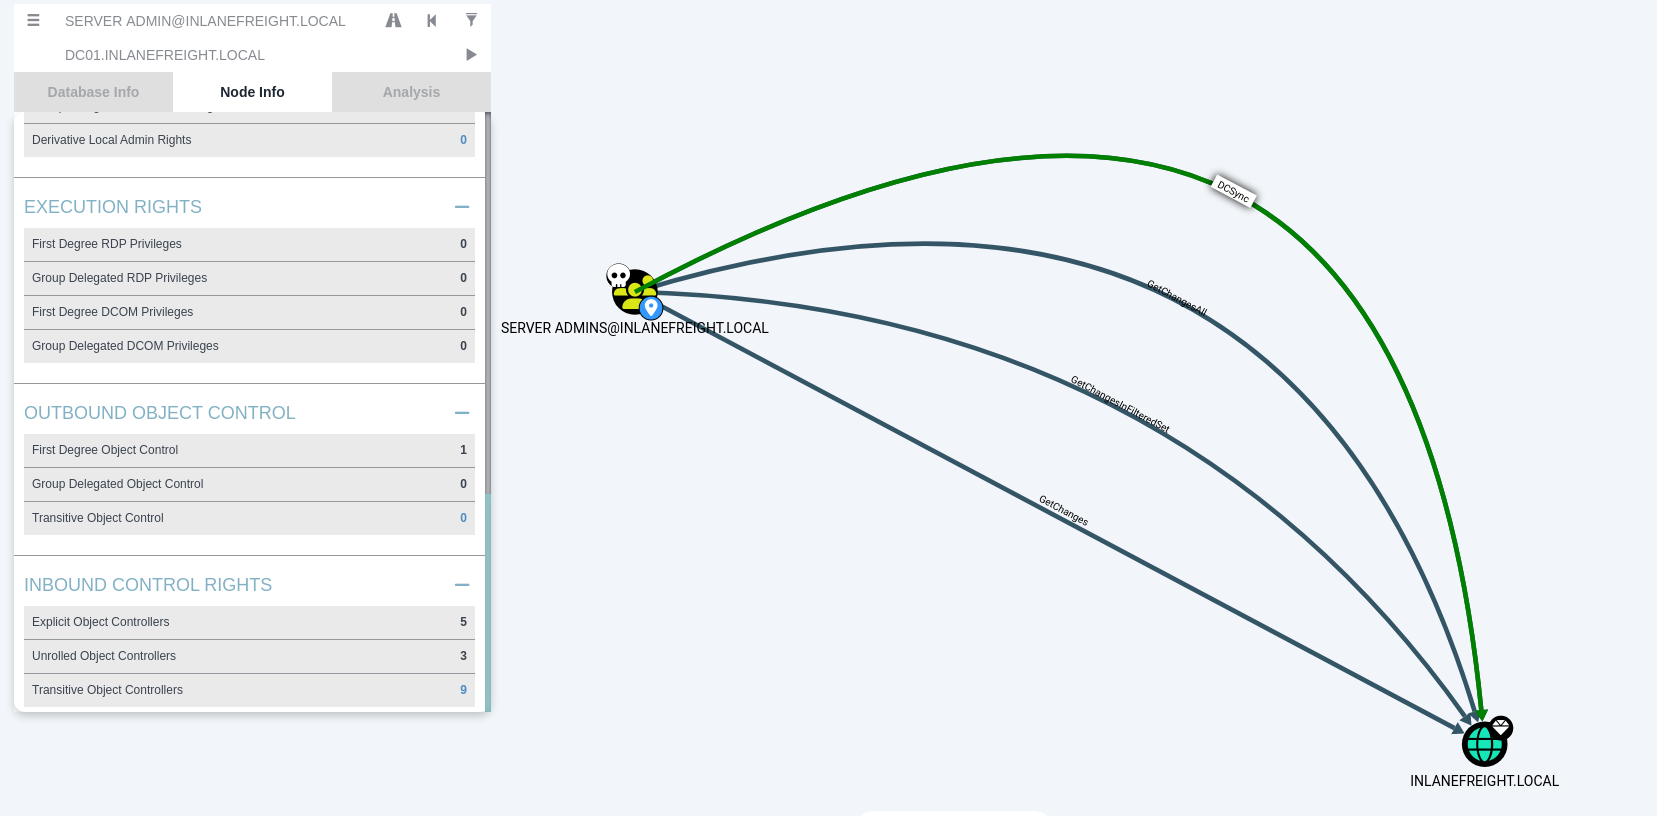 SERVER ADMIN@INLANEFREIGHT.LOCAL
DC01.INLANEFREIGHT.LOCAL
Database Info
Node Info
Analysis
Derivative Local Admin Rights 0
EXECUTION RIGHTS
First Degree RDP Privileges 0
Group Delegated RDP Privileges 0
First Degree DCOM Privileges 0
Group Delegated DCOM Privileges 0
OUTBOUND OBJECT CONTROL
First Degree Object Control 1
Group Delegated Object Control 0
Transitive Object Control 0
INBOUND CONTROL RIGHTS
Explicit Object Controllers 5
Unrolled Object Controllers 3
Transitive Object Controllers 9
DCSync
GetChangesAll
SERVER ADMINS@INLANEFREIGHT.LOCAL
GetChangesInFilteredSet
GetChanges
INLANEFREIGHT.LOCAL